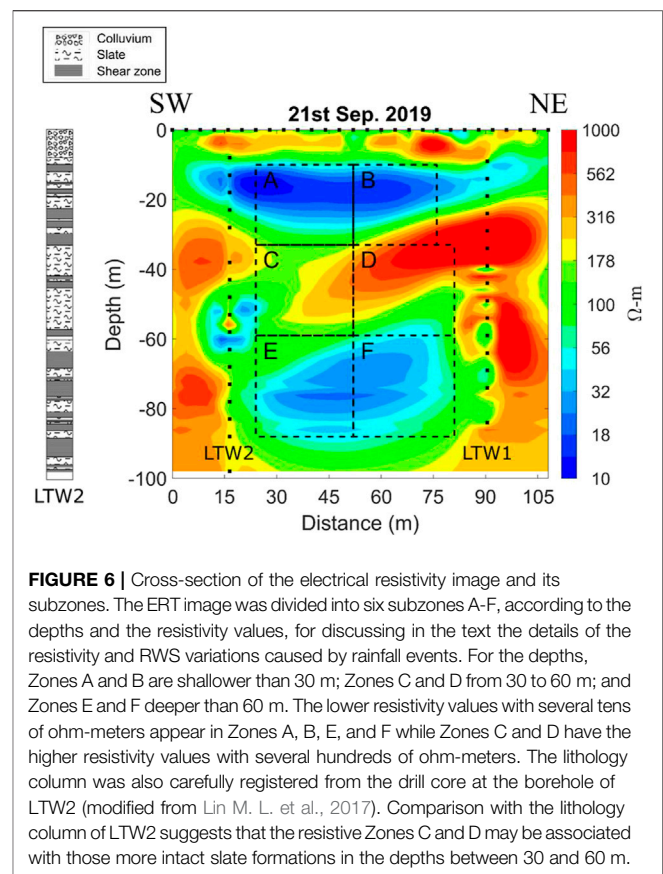 Colluvium
Slate
Shear zone
SW
21st Sep. 2019
NE
0
-20
-40
-60
-80
-100
Depth (m)
A
B
C
D
E
F
LTW2
LTW1
LTW2
0
15
30
45
60
75
90
105
Distance (m)
1000
562
316
178
100
56
32
18
10
Ω-m
FIGURE 6 | Cross-section of the electrical resistivity image and its
subzones. The ERT image was divided into six subzones A-F, according to the
depths and the resistivity values, for discussing in the text the details of the
resistivity and RWS variations caused by rainfall events. For the depths,
Zones A and B are shallower than 30 m; Zones C and D from 30 to 60 m; and
Zones E and F deeper than 60 m. The lower resistivity values with several tens
of ohm-meters appear in Zones A, B, E, and F while Zones C and D have the
higher resistivity values with several hundreds of ohm-meters. The lithology
column was also carefully registered from the drill core at the borehole of
LTW2 (modified from Lin M. L. et al., 2017). Comparison with the lithology
column of LTW2 suggests that the resistive Zones C and D may be associated
with those more intact slate formations in the depths between 30 and 60 m.